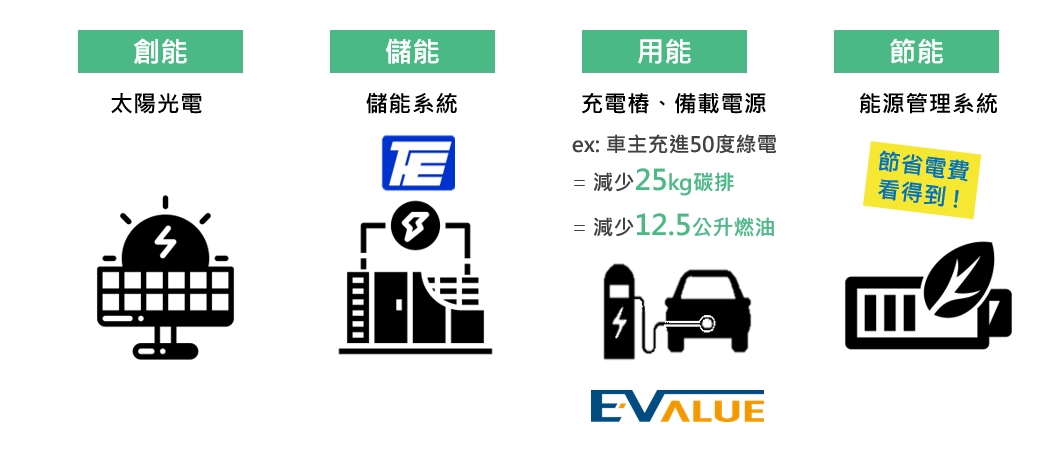 創能
太陽光電
儲能
儲能系統
THE
用能
充電樁、備載電源
ex: 車主充進50度綠電
= 減少25kg碳排
= 減少12.5公升燃油
EVALUE
節能
能源管理系統
節省電費
看得到！